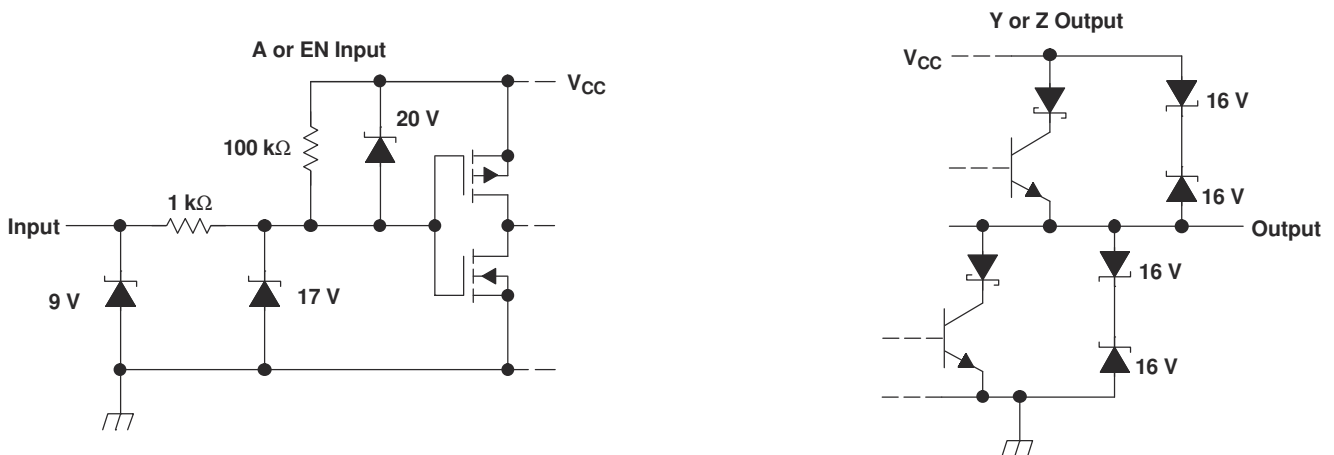 A or EN Input
V_CC
20 V
100 kΩ
1 kΩ
Input
9 V
17 V
Y or Z Output
V_CC
16 V
16 V
Output
16 V
16 V